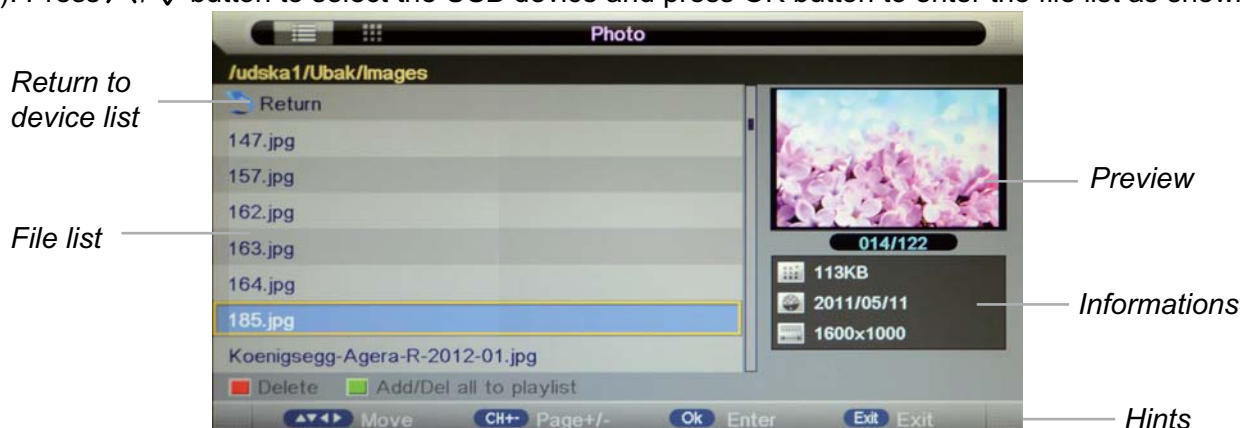 ). Press / button to select the USB device and press OK button to enter the file list as show
Photo
/udska1/Ubak/Images
Return to
device list
Return
147.jpg
157.jpg
162.jpg
163.jpg
164.jpg
185.jpg
Koenigsegg-Agera-R-2012-01.jpg
File list
Preview
014/122
113KB
2011/05/11
1600x1000
Informations
Delete Add/Del all to playlist
▲▼◄► Move CH+- Page+/- Ok Enter Exit Exit
Hints